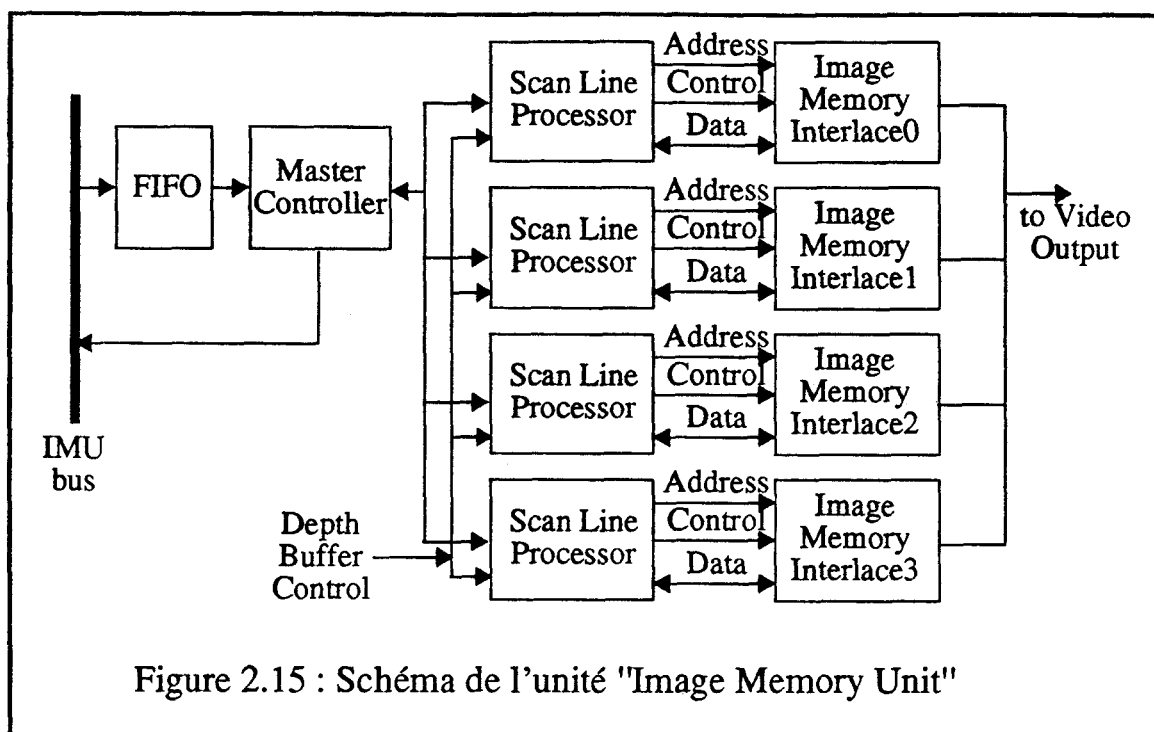 IMU
bus
FIFO
Master
Controller
Depth
Buffer
Control
Scan Line
Processor
Address
Control
Data
Image
Memory
Interlace0
Scan Line
Processor
Address
Control
Data
Image
Memory
Interlace1
Scan Line
Processor
Address
Control
Data
Image
Memory
Interlace2
Scan Line
Processor
Address
Control
Data
Image
Memory
Interlace3
to Video
Output
Figure 2.15 : Schéma de l'unité "Image Memory Unit"